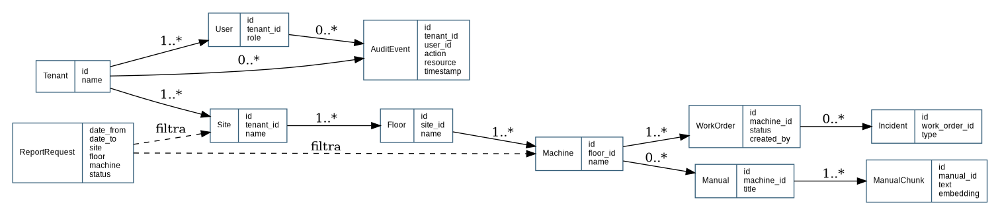 Tenant
id
name
1..*
User
id
tenant_id
role
0..*
0..*
AuditEvent
id
tenant_id
user_id
action
resource
timestamp
1..*
ReportRequest
date_from
date_to
site
floor
machine
status
filtra
filtra
Site
id
tenant_id
name
1..*
Floor
id
site_id
name
1..*
Machine
id
floor_id
name
1..*
WorkOrder
id
machine_id
status
created_by
0..*
Incident
id
work_order_id
type
0..*
Manual
id
machine_id
title
1..*
ManualChunk
id
manual_id
text
embedding